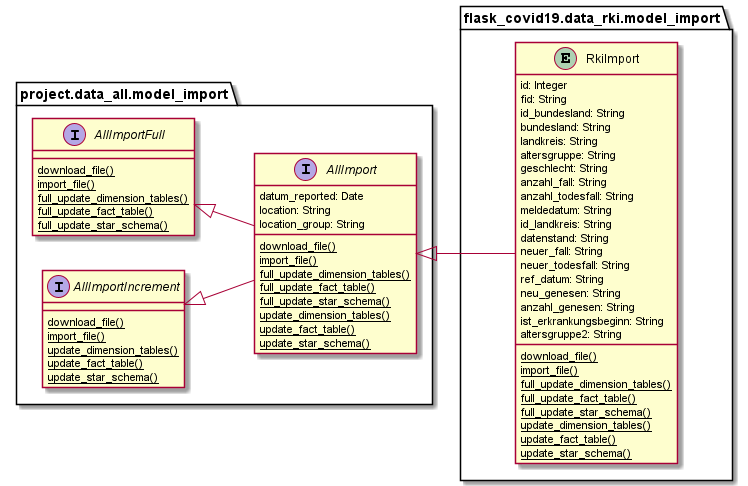 project.data_all.model_import
I AllImportFull
download_file()
import_file()
full_update_dimension_tables()
full_update_fact_table()
full_update_star_schema()
I AllImportIncrement
download_file()
import_file()
update_dimension_tables()
update_fact_table()
update_star_schema()
I AllImport
datum_reported: Date
location: String
location_group: String
download_file()
import_file()
full_update_dimension_tables()
full_update_fact_table()
full_update_star_schema()
update_dimension_tables()
update_fact_table()
update_star_schema()
flask_covid19.data_rki.model_import
E RkiImport
id: Integer
fid: String
id_bundesland: String
bundesland: String
landkreis: String
altersgruppe: String
geschlecht: String
anzahl_fall: String
anzahl_todesfall: String
meldedatum: String
id_landkreis: String
datenstand: String
neuer_fall: String
neuer_todesfall: String
ref_datum: String
neu_genesen: String
anzahl_genesen: String
ist_erkrankungsbeginn: String
altersgruppe2: String
download_file()
import_file()
full_update_dimension_tables()
full_update_fact_table()
full_update_star_schema()
update_dimension_tables()
update_fact_table()
update_star_schema()